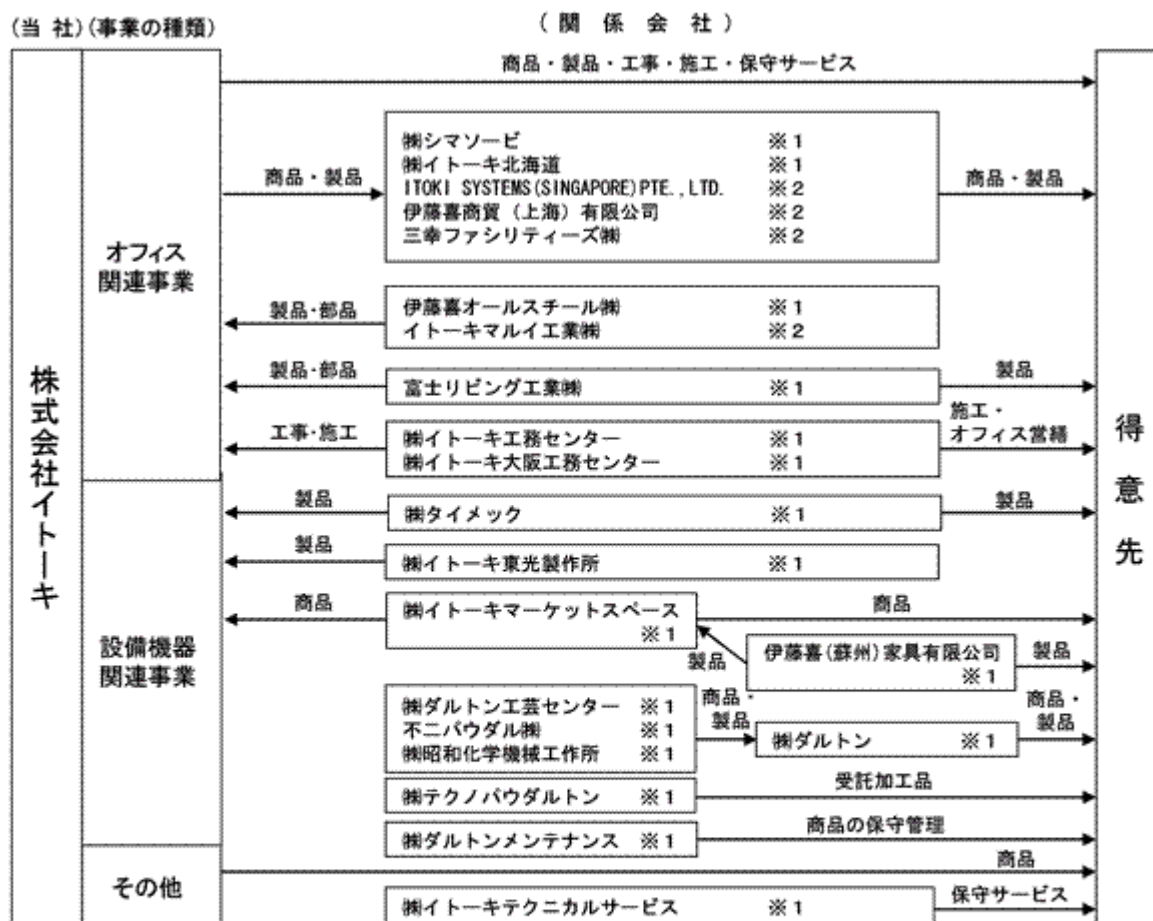 (当 社)(事業の種類)
( 関 係 会 社 )
株式会社イトーキ
オフィス
関連事業
商品・製品・工事・施工・保守サービス
商品・製品
㈱シマソービ ※1
㈱イトーキ北海道 ※1
ITOKI SYSTEMS(SINGAPORE)PTE.,LTD. ※2
伊藤喜商貿（上海）有限公司 ※2
三幸ファシリティーズ㈱ ※2
商品・製品
製品・部品
伊藤喜オールスチール㈱ ※1
イトーキマルイ工業㈱ ※2
製品・部品
富士リビング工業㈱ ※1
製品
工事・施工
㈱イトーキ工務センター ※1
㈱イトーキ大阪工務センター ※1
施工・
オフィス営繕
得意先
設備機器
関連事業
製品
㈱タイメック ※1
製品
製品
㈱イトーキ東光製作所 ※1
商品
㈱イトーキマーケットスペース
※1
商品
製品
伊藤喜(蘇州)家具有限公司
※1
製品
㈱ダルトン工芸センター ※1
不二パウダル㈱ ※1
㈱昭和化学機械工作所 ※1
商品・
製品
㈱ダルトン ※1
商品・
製品
㈱テクノパウダルトン ※1
受託加工品
㈱ダルトンメンテナンス ※1
商品の保守管理
その他
商品
㈱イトーキテクニカルサービス ※1
保守サービス